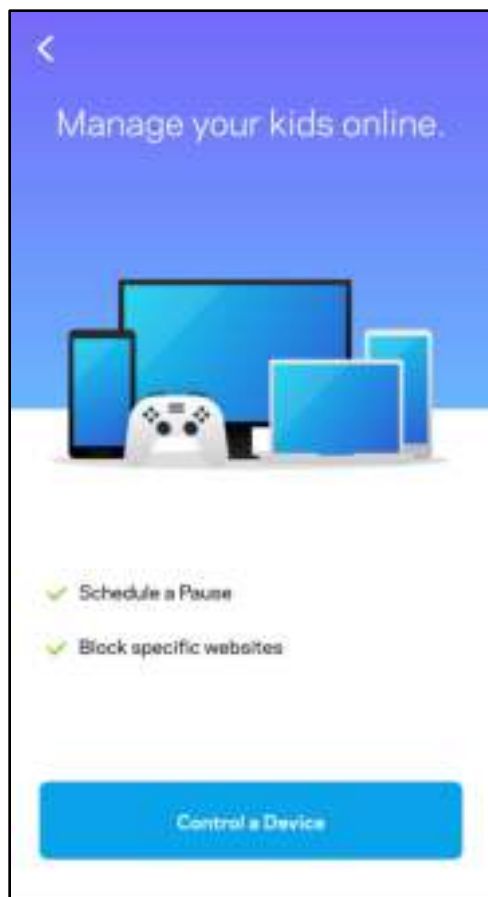 Manage your kids online.
Schedule a Pause
Block specific websites
Control a Device